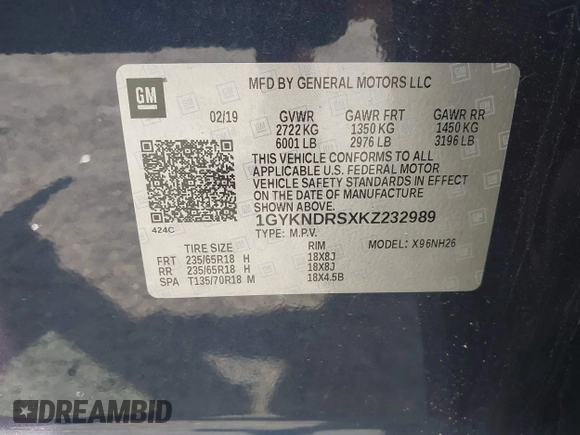 GM
MFD BY GENERAL MOTORS LLC
02/19 GVWR GAWR FRT GAWR RR
2722 KG 1350 KG 1450 KG
6001 LB 2976 LB 3196 LB
THIS VEHICLE CONFORMS TO ALL
APPLICABLE U.S. FEDERAL MOTOR
VEHICLE SAFETY STANDARDS IN EFFECT
ON THE DATE OF MANUFACTURE
SHOWN ABOVE.
1GYKNDRSXKZ232989
424C TYPE: M.P.V. MODEL: X96NH26
TIRE SIZE RIM
FRT 235/65R18 H 18X8J
RR 235/65R18 H 18X8J
SPA T135/70R18 M 18X4.5B
DREAMBID